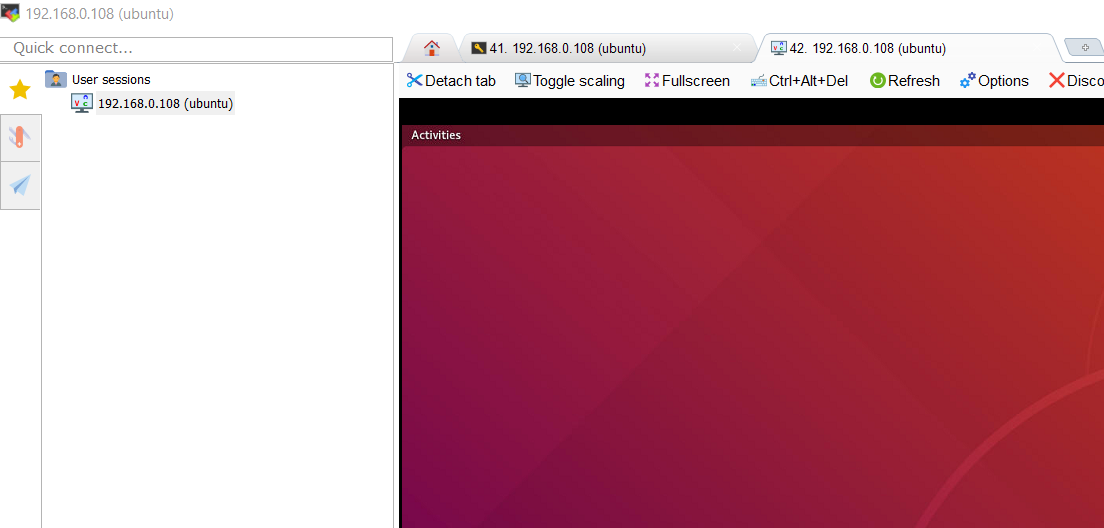 192.168.0.108 (ubuntu)
Quick connect...
41. 192.168.0.108 (ubuntu)
42. 192.168.0.108 (ubuntu)
User sessions
192.168.0.108 (ubuntu)
Detach tab Toggle scaling Fullscreen Ctrl+Alt+Del Refresh Options Disco
Activities